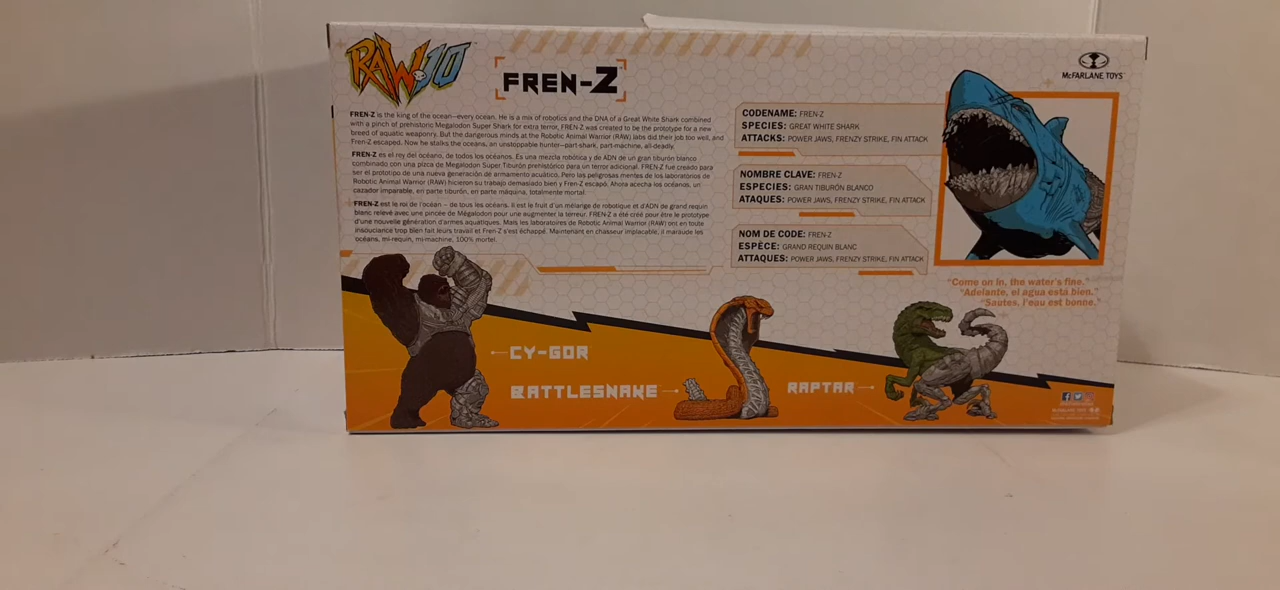 RAW10
FREN-Z
McFARLANE TOYS
FREN-Z is the king of the ocean—every ocean. He is a mix of robotics and the DNA of a Great White Shark combined
with a pinch of prehistoric Megalodon Super Shark for extra terror, FREN-Z was created to be the prototype for a new
breed of aquatic weaponry. But the dangerous minds at the Robotic Animal Warrior (RAW) labs did their job too well, and
Fren-Z escaped. Now he stalks the oceans, an unstoppable hunter—part-shark, part-machine, all-deadly.
FREN-Z es el rey del océano, de todos los océanos. Es una mezcla robótica y de ADN de un gran tiburón blanco
combinado con una pizca de Megalodon Super Tiburón prehistórico para un terror adicional. FREN-Z fue creado para
ser el prototipo de una nueva generación de armamento acuático. Pero las peligrosas mentes de los laboratorios de
Robotic Animal Warrior (RAW) hicieron su trabajo demasiado bien y Fren-Z escapó. Ahora acecha los océanos, un
cazador imparable, en parte tiburón, en parte máquina, totalmente mortal.
FREN-Z est le roi de l'océan – de tous les océans. Il est le fruit d'un mélange de robotique et d'ADN de grand requin
blanc relevé avec une pincée de Mégalodon pour une augmenter la terreur. FREN-Z a été créé pour être le prototype
d'une nouvelle génération d'armes aquatiques. Mais les laboratoires de Robotic Animal Warrior (RAW) ont en toute
insouciance trop bien fait leurs travail et Fren-Z s'est échappé. Maintenant en chasseur implacable, il maraude les
océans, mi-requin, mi-machine, 100% mortel.
CODENAME: FREN-Z
SPECIES: GREAT WHITE SHARK
ATTACKS: POWER JAWS, FRENZY STRIKE, FIN ATTACK
NOMBRE CLAVE: FREN-Z
ESPECIES: GRAN TIBURÓN BLANCO
ATAQUES: POWER JAWS, FRENZY STRIKE, FIN ATTACK
NOM DE CODE: FREN-Z
ESPÈCE: GRAND REQUIN BLANC
ATTAQUES: POWER JAWS, FRENZY STRIKE, FIN ATTACK
"Come on in, the water's fine."
"Adelante, el agua está bien."
"Sautes, l'eau est bonne."
CY-GOR
BATTLESNAKE
RAPTAR